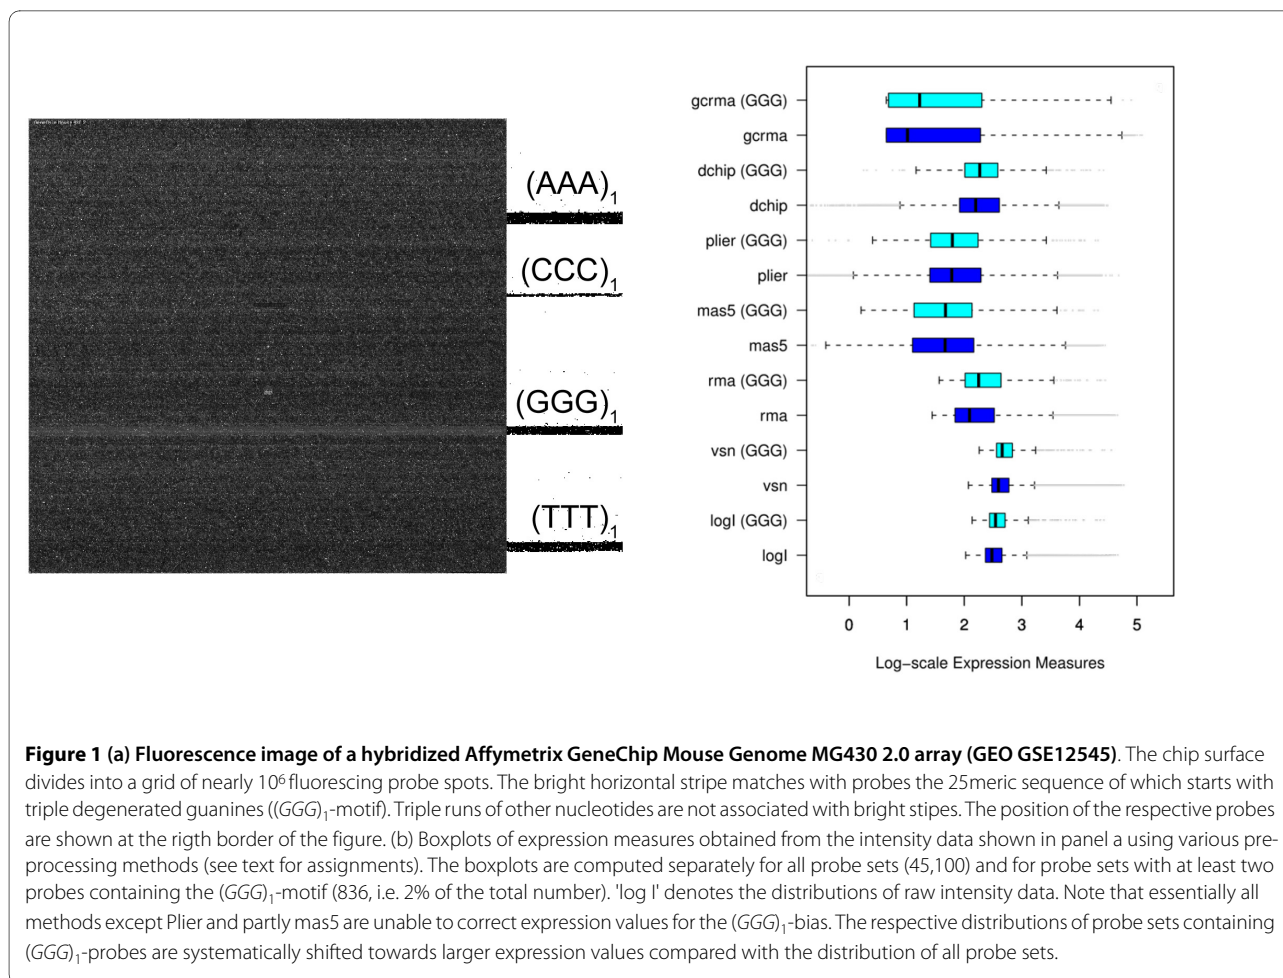 (AAA)1
(CCC)1
(GGG)1
(TTT)1
gcrma (GGG)
gcrma
dchip (GGG)
dchip
plier (GGG)
plier
mas5 (GGG)
mas5
rma (GGG)
rma
vsn (GGG)
vsn
logI (GGG)
logI
0 1 2 3 4 5
Log−scale Expression Measures
Figure 1 (a) Fluorescence image of a hybridized Affymetrix GeneChip Mouse Genome MG430 2.0 array (GEO GSE12545). The chip surface
divides into a grid of nearly 10⁶ fluorescing probe spots. The bright horizontal stripe matches with probes the 25meric sequence of which starts with
triple degenerated guanines ((GGG)₁-motif). Triple runs of other nucleotides are not associated with bright stipes. The position of the respective probes
are shown at the rigth border of the figure. (b) Boxplots of expression measures obtained from the intensity data shown in panel a using various pre-
processing methods (see text for assignments). The boxplots are computed separately for all probe sets (45,100) and for probe sets with at least two
probes containing the (GGG)₁-motif (836, i.e. 2% of the total number). 'log I' denotes the distributions of raw intensity data. Note that essentially all
methods except Plier and partly mas5 are unable to correct expression values for the (GGG)₁-bias. The respective distributions of probe sets containing
(GGG)₁-probes are systematically shifted towards larger expression values compared with the distribution of all probe sets.